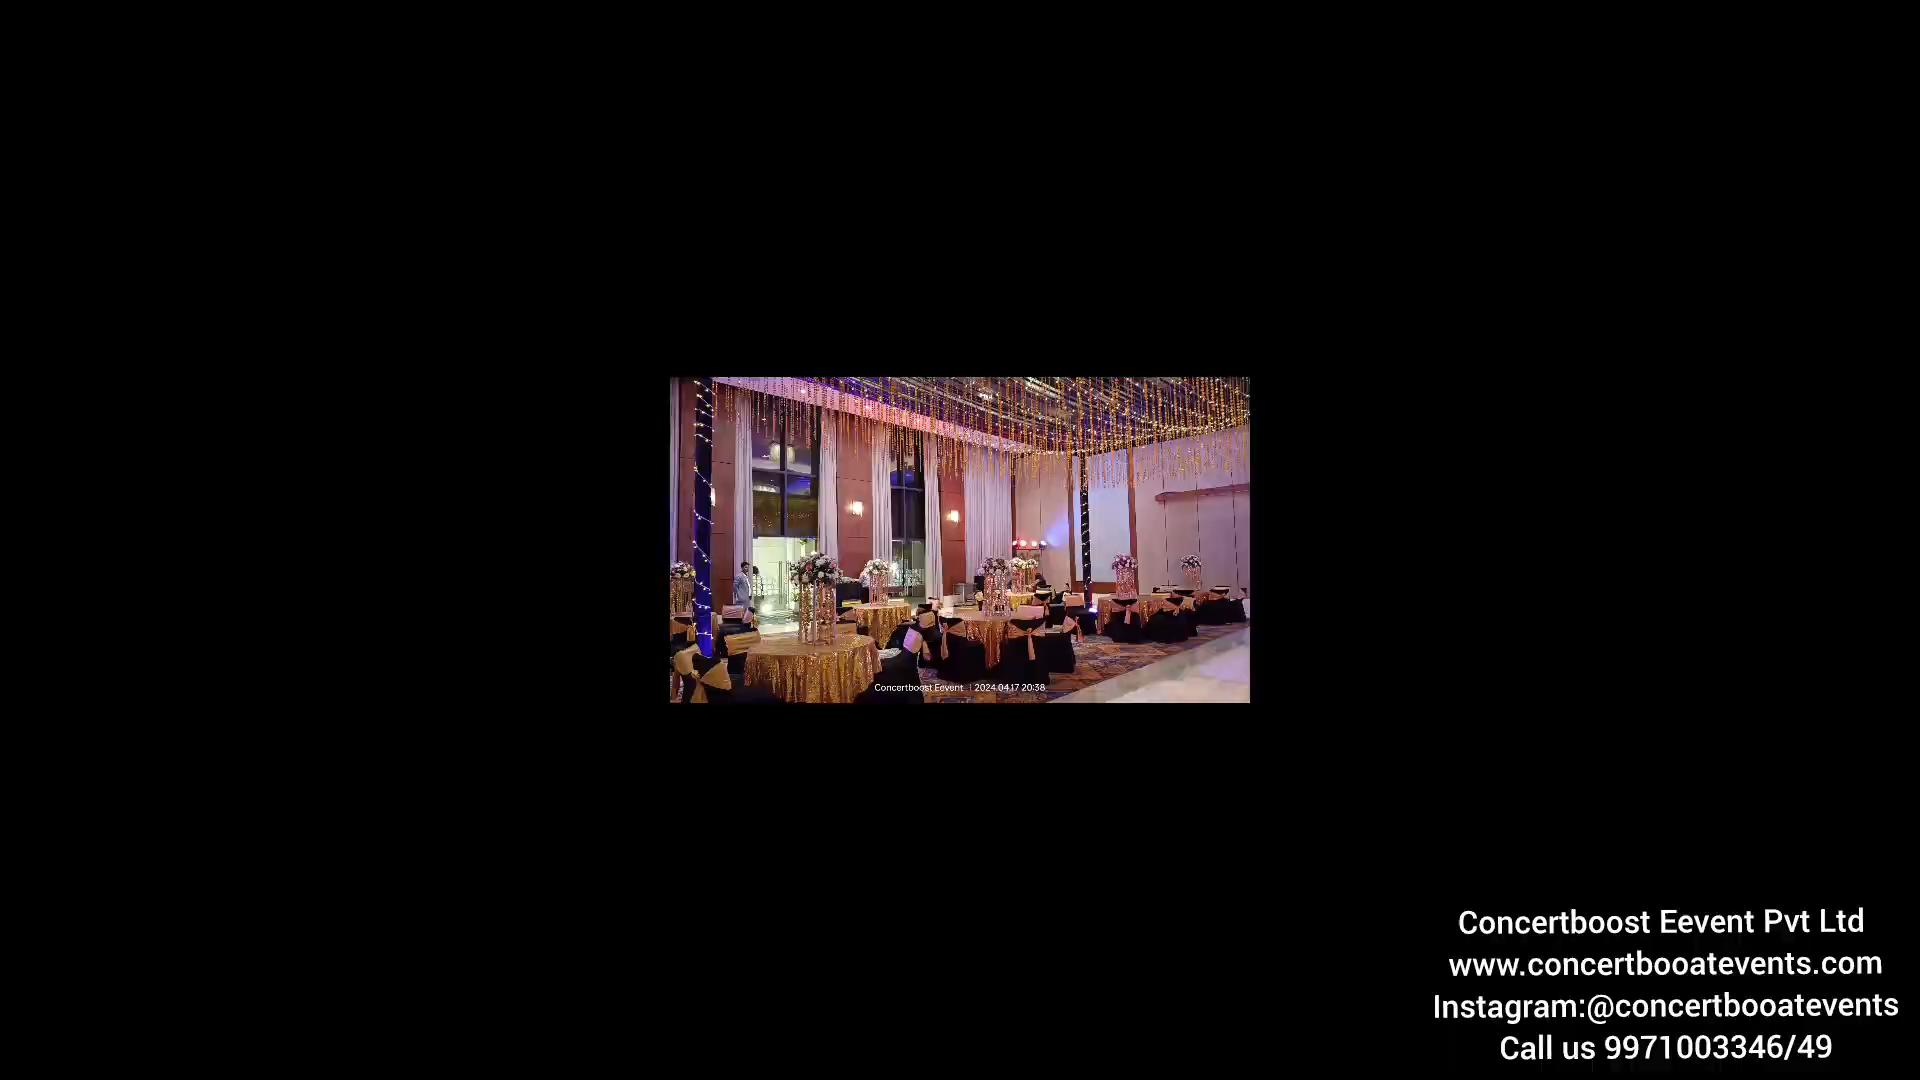 Concertboost Eevent | 2024.04.17 20:38
Concertboost Eevent Pvt Ltd
www.concertbooatevents.com
Instagram:@concertbooatevents
Call us 9971003346/49